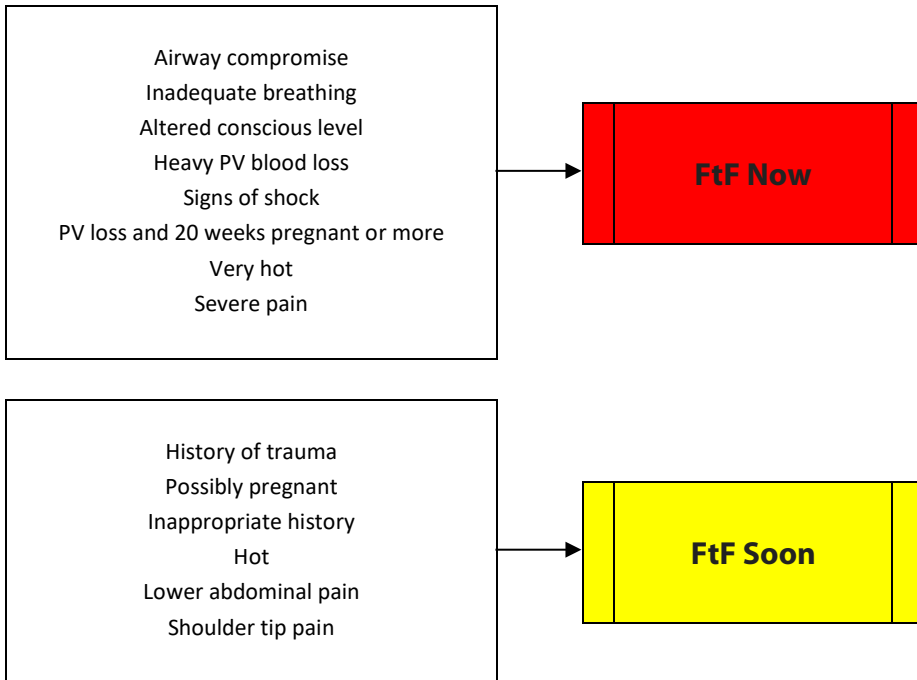 Airway compromise
Inadequate breathing
Altered conscious level
Heavy PV blood loss
Signs of shock
PV loss and 20 weeks pregnant or more
Very hot
Severe pain
FtF Now
History of trauma
Possibly pregnant
Inappropriate history
Hot
Lower abdominal pain
Shoulder tip pain
FtF Soon